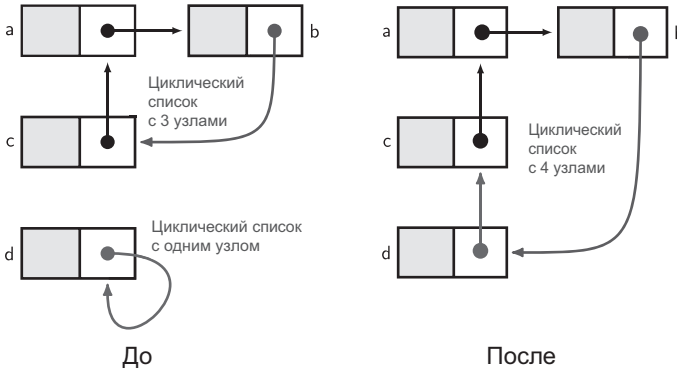 a
b
Циклический
список
с 3 узлами
c
Циклический список
с одним узлом
d
До
a
Циклический
список
с 4 узлами
c
d
После